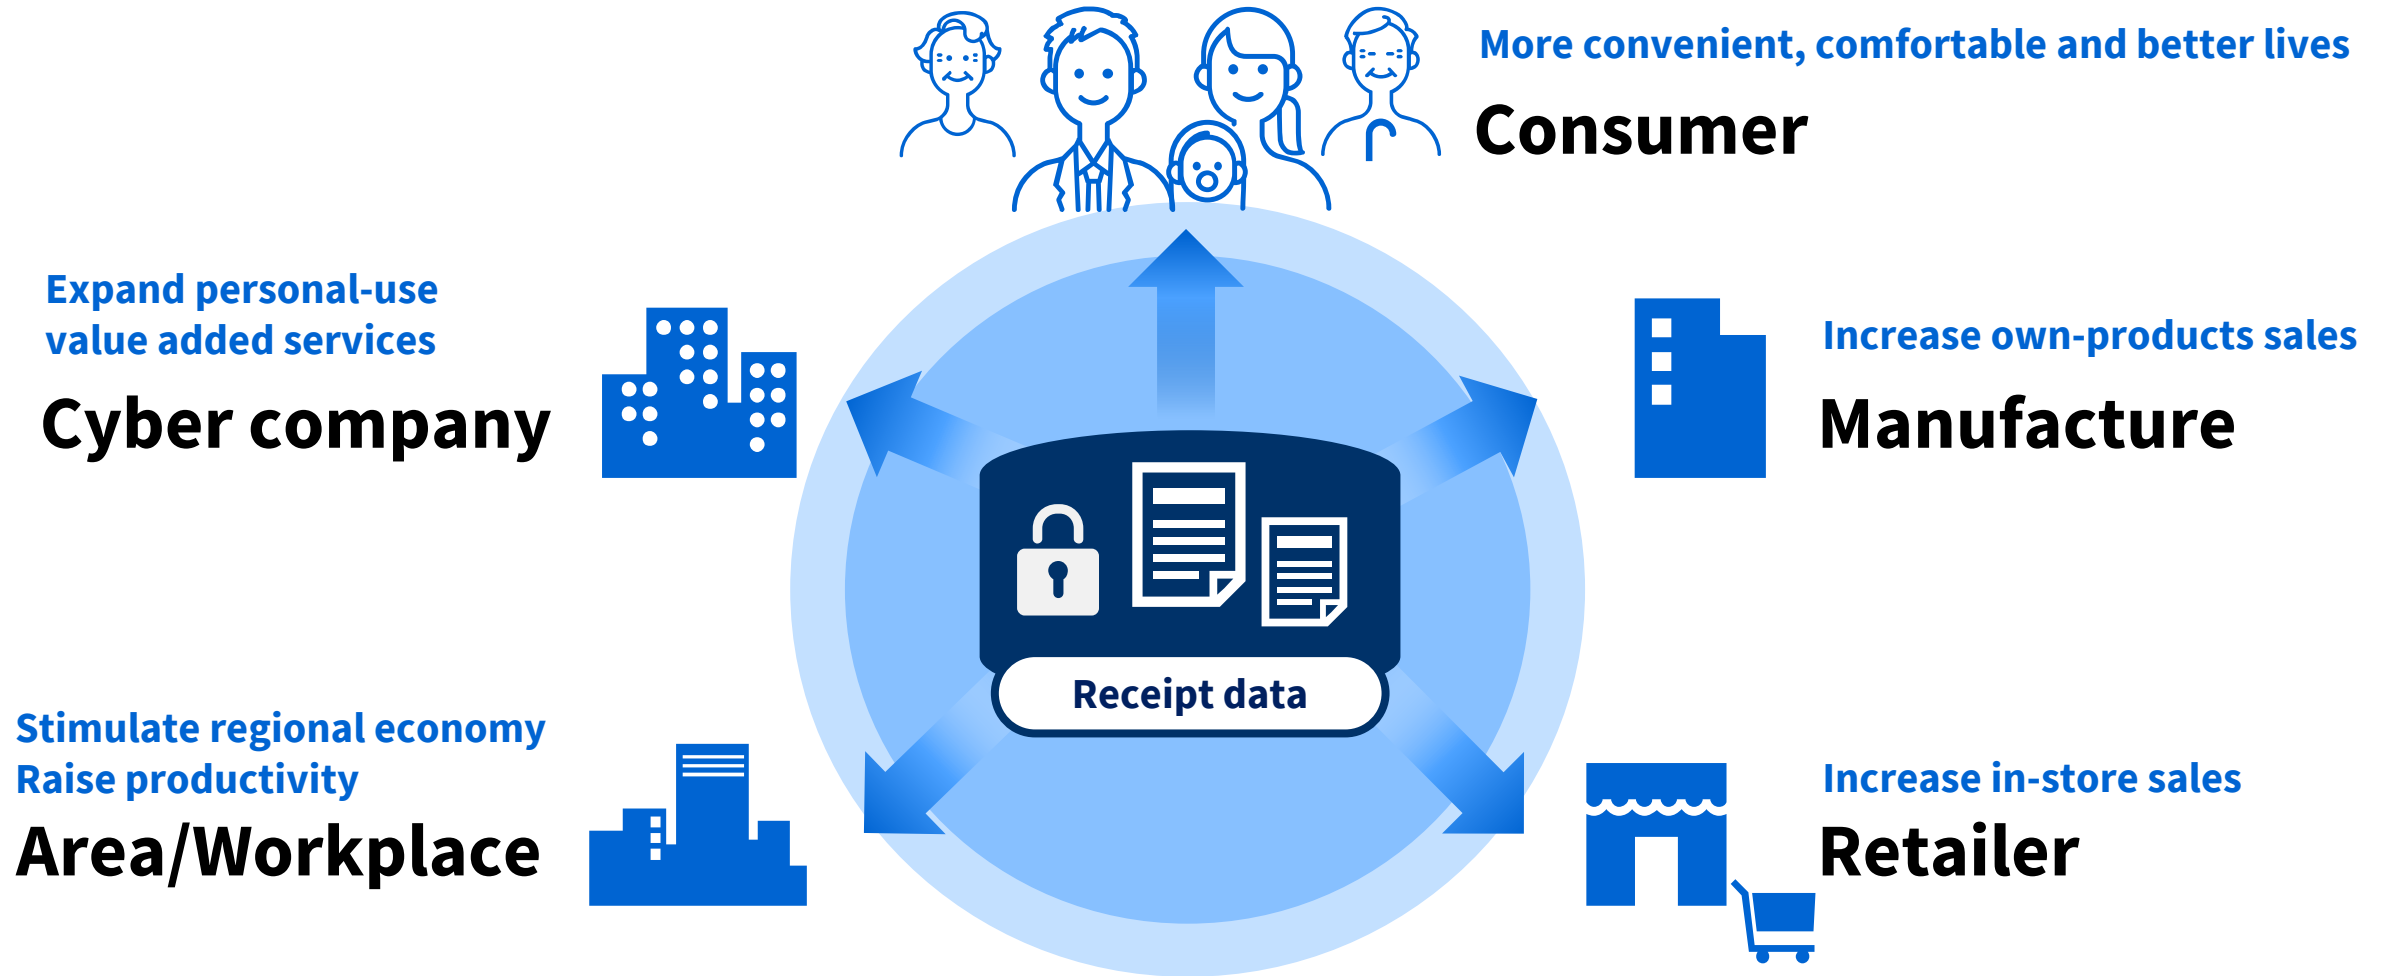 More convenient, comfortable and better lives
Consumer
Expand personal-use
value added services
Cyber company
Increase own-products sales
Manufacture
Receipt data
Stimulate regional economy
Raise productivity
Area/Workplace
Increase in-store sales
Retailer